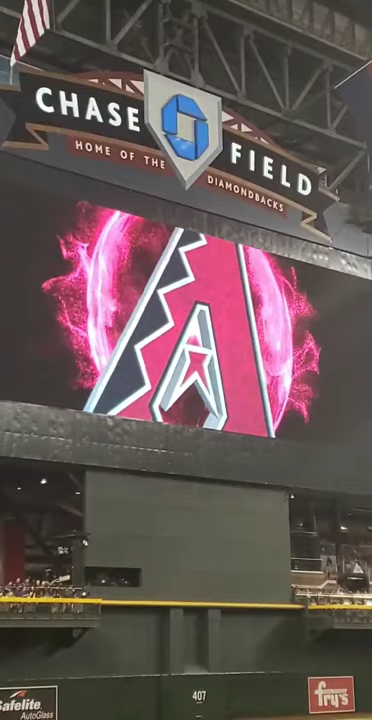 CHASE FIELD
HOME OF THE DIAMONDBACKS
407
Safelite
AutoGlass
fry's